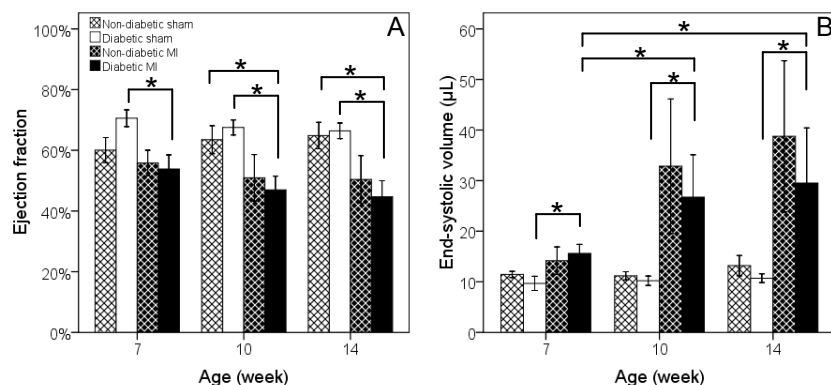 A
Non-diabetic sham
Diabetic sham
Non-diabetic MI
Diabetic MI
100%
80%
60%
40%
20%
0%
Ejection fraction
* * * * *
7 10 14
Age (week)
B
60
50
40
30
20
10
0
End-systolic volume (µL)
* * * * *
7 10 14
Age (week)